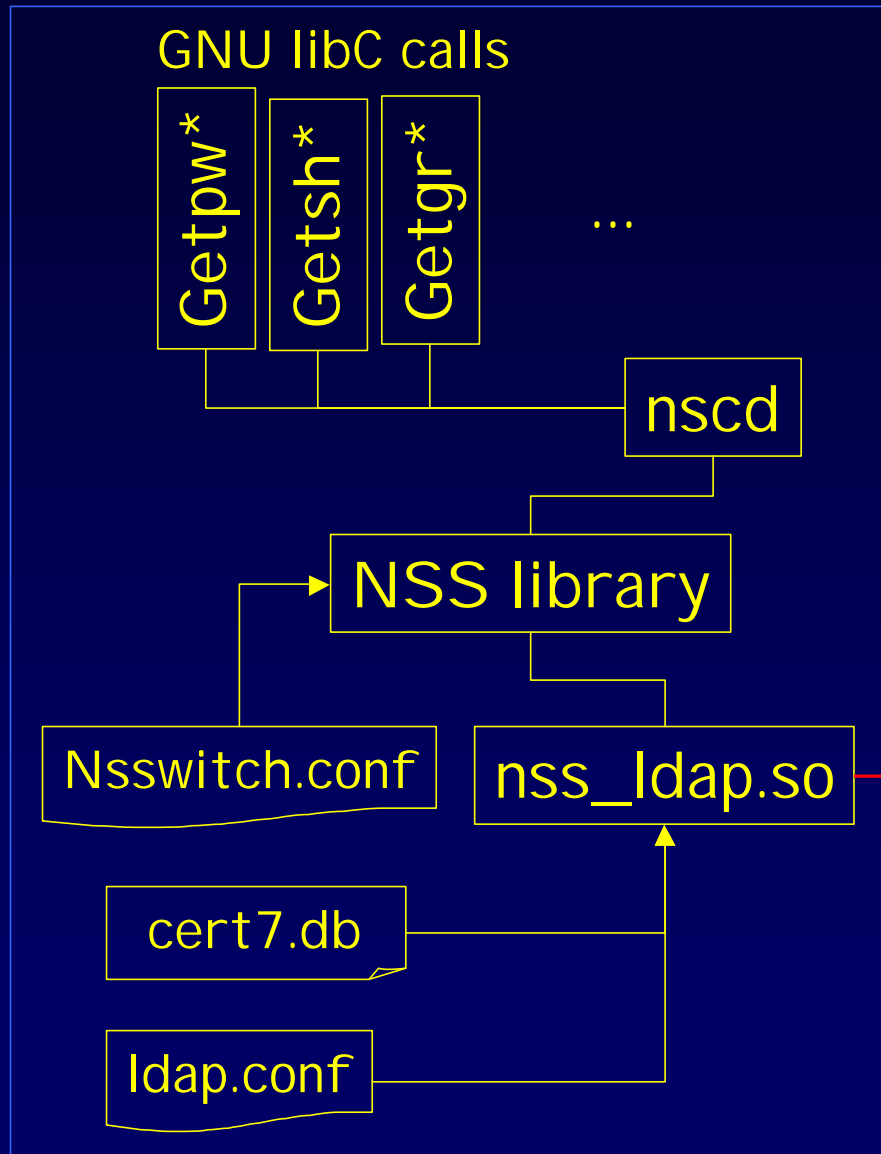 GNU libC calls
Getpw*
Getsh*
Getgr*
...
nscd
NSS library
Nsswitch.conf
nss_ldap.so
cert7.db
ldap.conf